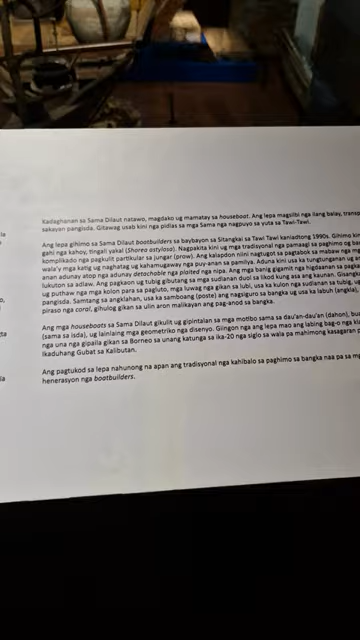 Kadaghanan sa Sama Dilaut natawo, magdako ug mamatay sa houseboat. Ang lepa magsilbi nga ilang balay,
sakayan pangisda. Gitawag usab kini nga pidlas sa mga Sama nga nagpuyo sa yuta sa Tawi-Tawi.
Ang lepa gihimo sa Sama Dilaut boatbuilders sa baybayon sa Sitangkai sa Tawi Tawi kaniadtong 1990s. Gihimo
gahi nga kahoy, tingali yakal (Shorea astylosa). Nagpakita kini ug mga tradisyonal nga pamaagi sa paghimo og
komplikado nga pagkulit partikular sa jungar (prow). Ang kalapdon niini nagtugot sa pagtabok sa mabaw nga
wala'y mga katig ug naghatag ug kahamugaway nga puy-anan sa pamilya. Aduna kini usa ka tungtunganan ug
anan adunay atop nga adunay detachable nga plaited nga nipa. Ang mga banig gigamit nga higdaanan sa
lukuton sa adlaw. Ang pagkaon ug tubig gibutang sa mga sudlanan duol sa likod kung asa ang kaunan.
ug puthaw nga mga kolon para sa pagluto, mga luwag nga gikan sa lubi, usa ka kulon nga sudlanan sa tubig,
pangisda. Samtang sa angklahan, usa ka samboang (poste) ang nagsiguro sa bangka ug usa ka labuh (angkla),
piraso nga coral, gihulog gikan sa ulin aron malikayan ang pag-anod sa bangka.
Ang mga houseboats sa Sama Dilaut gikulit ug gipintalan sa mga motibo sama sa dau'an-dau'an (dahon),
(sama sa isda), ug lainlaing mga geometriko nga disenyo. Giingon nga ang lepa mao ang labing bag-o nga
nga una nga gipaila gikan sa Borneo sa unang katunga sa ika-20 nga siglo sa wala pa mahimong kasagaran
Ikaduhang Gubat sa Kalibutan.
Ang pagtukod sa lepa nahunong na apan ang tradisyonal nga kahibalo sa paghimo sa bangka naa pa sa
henerasyon nga boatbuilders.